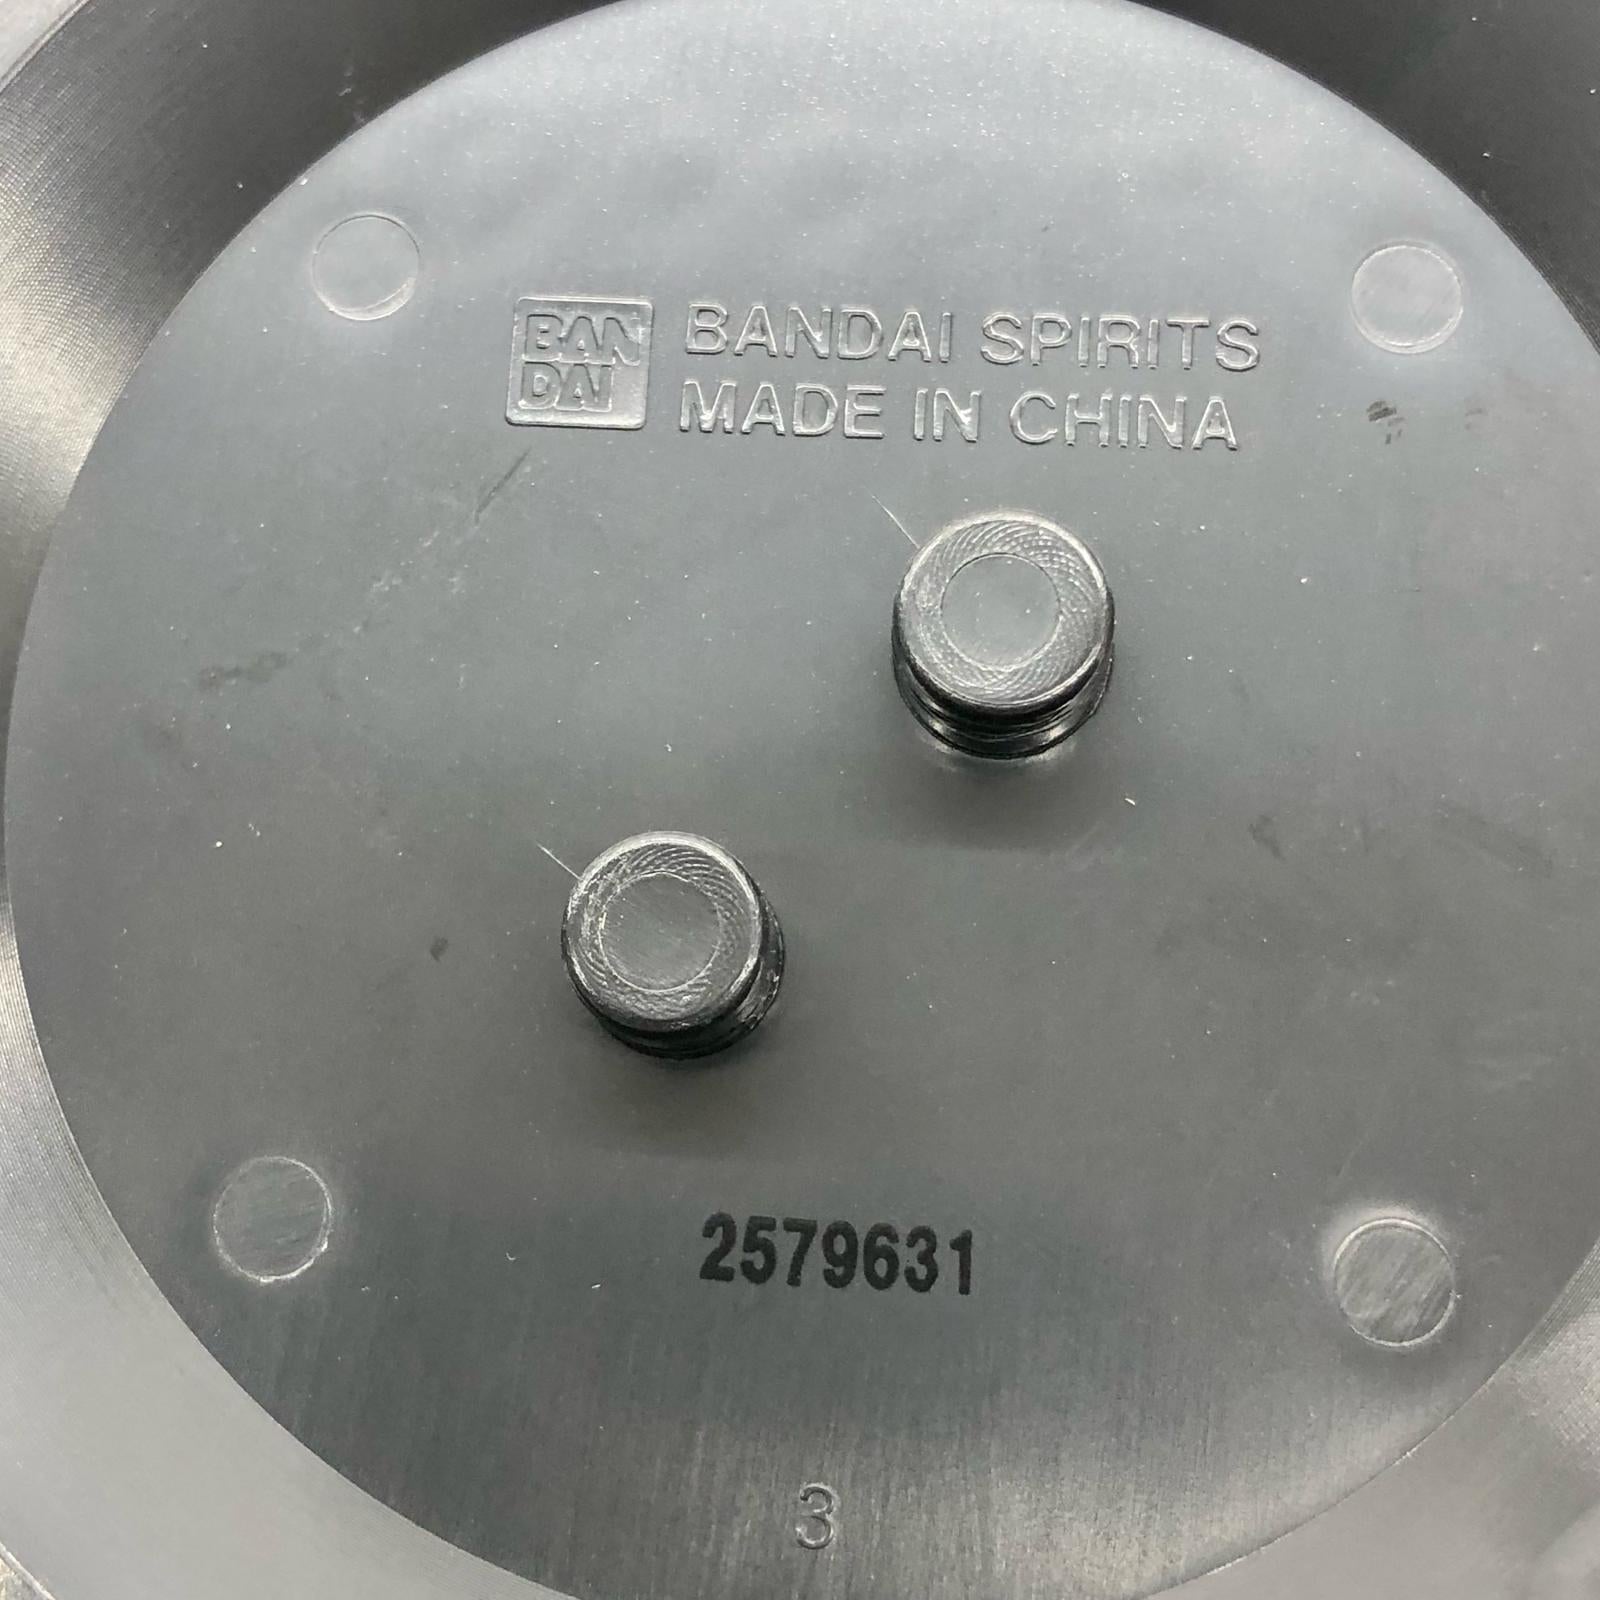 BAN
DAI
BANDAI SPIRITS
MADE IN CHINA
2579631
3